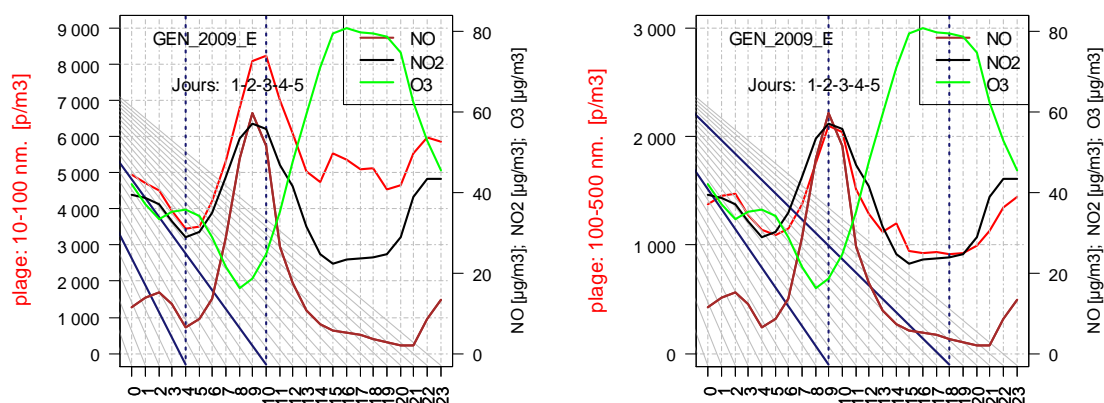 GEN_2009_E
Jours: 1-2-3-4-5
NO
NO2
O3
9 000
8 000
7 000
6 000
5 000
4 000
3 000
2 000
1 000
0
plage: 10-100 nm. [p/m3]
80
60
40
20
0
NO [µg/m3]; NO2 [µg/m3]; O3 [µg/m3]
0 1 2 3 4 5 6 7 8 9 10 11 12 13 14 15 16 17 18 19 20 21 22 23
GEN_2009_E
Jours: 1-2-3-4-5
NO
NO2
O3
3 000
2 000
1 000
0
plage: 100-500 nm. [p/m3]
80
60
40
20
0
NO [µg/m3]; NO2 [µg/m3]; O3 [µg/m3]
0 1 2 3 4 5 6 7 8 9 10 11 12 13 14 15 16 17 18 19 20 21 22 23